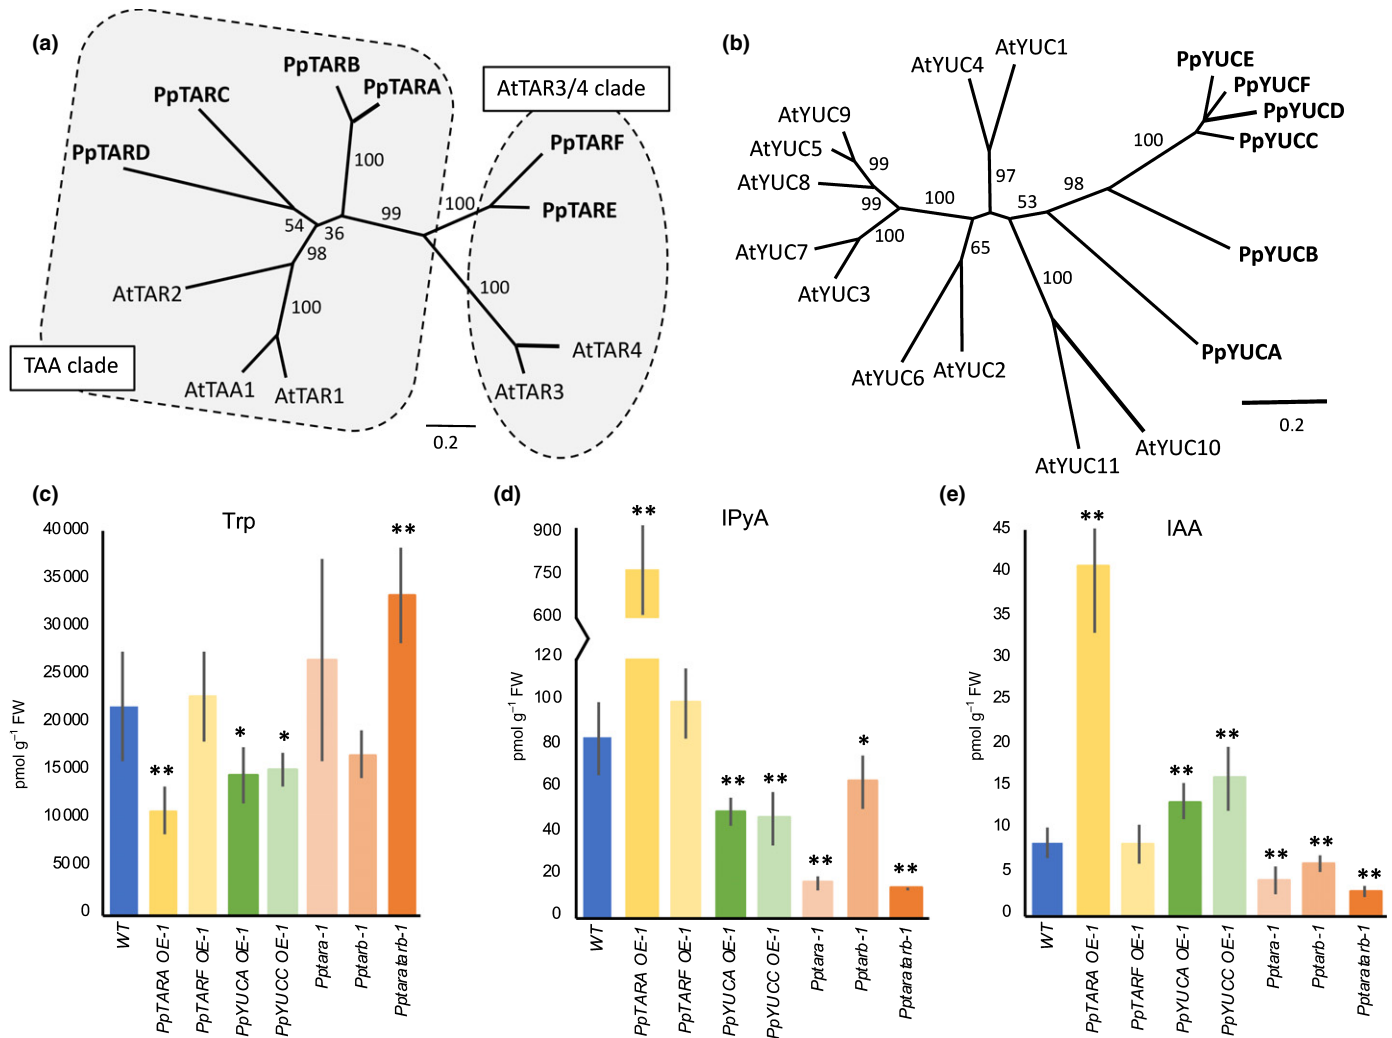 (a)
PpTARB
PpTARA
PpTARC
PpTARD
AtTAR3/4 clade
PpTARF
PpTARE
100
100
99
54
36
98
100
100
AtTAR2
AtTAA1
AtTAR1
AtTAR4
AtTAR3
TAA clade
0.2
(b)
AtYUC4
AtYUC1
PpYUCE
PpYUCF
PpYUCD
PpYUCC
AtYUC9
AtYUC5
AtYUC8
AtYUC7
AtYUC3
99
99
100
100
97
53
98
100
65
100
PpYUCB
PpYUCA
AtYUC6
AtYUC2
AtYUC11
AtYUC10
0.2
(c)
Trp
40 000
35 000
30 000
25 000
20 000
15 000
10 000
5000
0
pmol g⁻¹ FW
**
*
*
**
WT
PpTARA OE-1
PpTARF OE-1
PpYUCA OE-1
PpYUCC OE-1
Pptara-1
Pptarb-1
Pptaratarb-1
(d)
IPyA
900
750
600
120
100
80
60
40
20
0
pmol g⁻¹ FW
**
**
**
**
*
**
WT
PpTARA OE-1
PpTARF OE-1
PpYUCA OE-1
PpYUCC OE-1
Pptara-1
Pptarb-1
Pptaratarb-1
(e)
IAA
45
40
35
30
25
20
15
10
5
0
pmol g⁻¹ FW
**
**
**
**
**
**
WT
PpTARA OE-1
PpTARF OE-1
PpYUCA OE-1
PpYUCC OE-1
Pptara-1
Pptarb-1
Pptaratarb-1